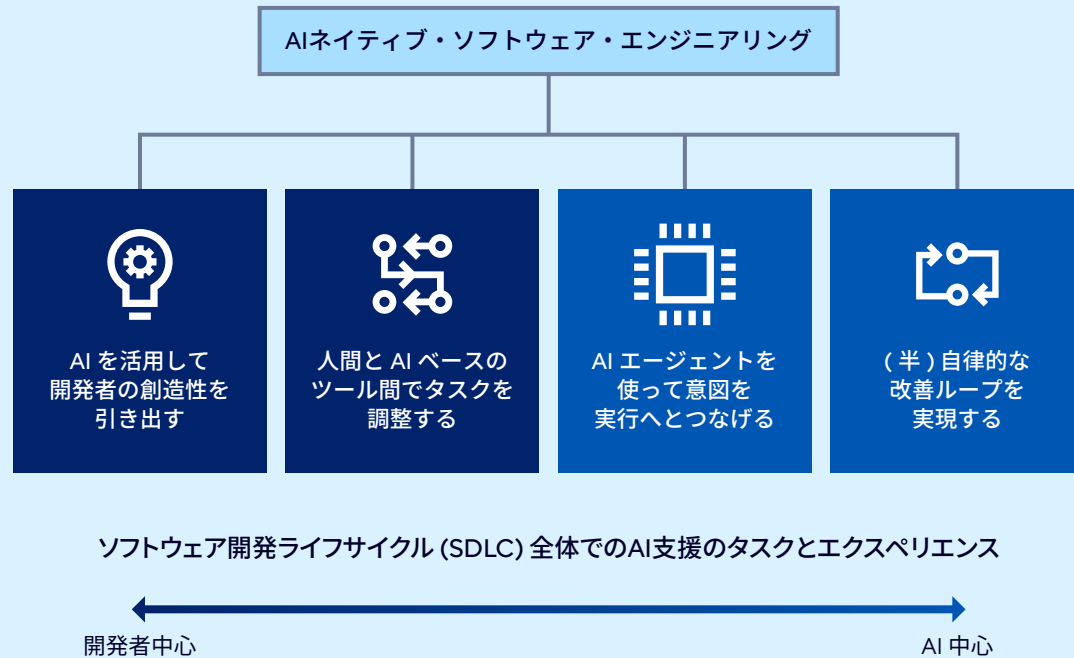 AIネイティブ・ソフトウェア・エンジニアリング
AI を活用して
開発者の創造性を
引き出す
人間と AI ベースの
ツール間でタスクを
調整する
AI エージェントを
使って意図を
実行へとつなげる
( 半 ) 自律的な
改善ループを
実現する
ソフトウェア開発ライフサイクル (SDLC) 全体でのAI支援のタスクとエクスペリエンス
開発者中心
AI 中心